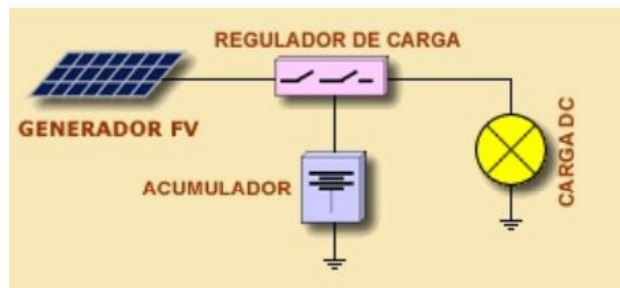 REGULADOR DE CARGA
GENERADOR FV
ACUMULADOR
CARGA DC